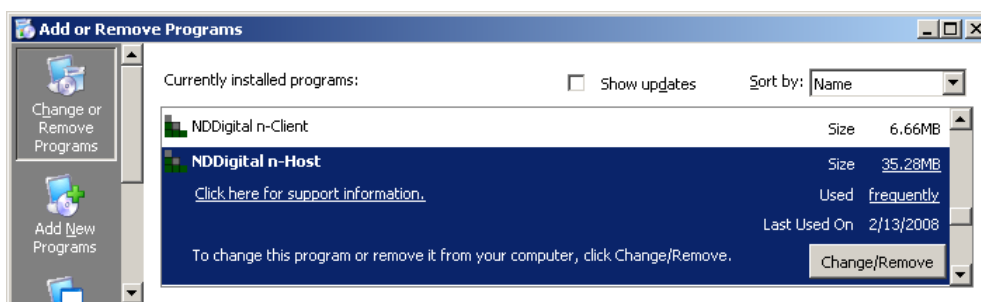 Add or Remove Programs
Change or
Remove
Programs
Add New
Programs
Currently installed programs:
Show updates
Sort by: Name
NDDigital n-Client
Size 6.66MB
NDDigital n-Host
Size 35.28MB
Click here for support information.
Used frequently
Last Used On 2/13/2008
To change this program or remove it from your computer, click Change/Remove.
Change/Remove